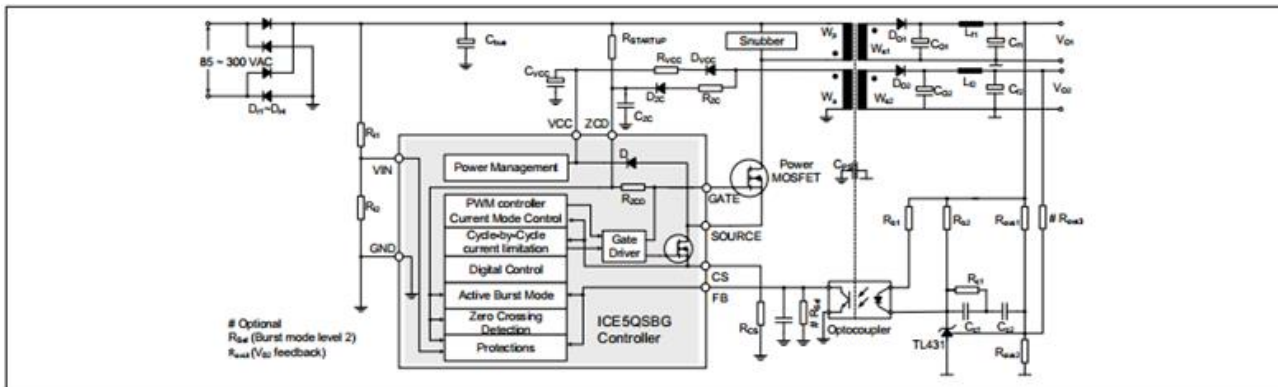 Wp
Ws1
DO1
Lf1
CO1
Cf1
VO1
Snubber
Cbus
RSTARTUP
85 ~ 300 VAC
Dr1~Dr4
CVCC
RVCC
DVCC
DZC
RZC
CZC
Wa
Ws2
DO2
Lf2
CO2
Cf2
VO2
VCC
ZCD
RI1
VIN
RI2
GND
Power Management
D
RZCD
GATE
Power
MOSFET
SOURCE
PWM controller
Current Mode Control
Cycle-by-Cycle
current limitation
Gate
Driver
Digital Control
Active Burst Mode
Zero Crossing
Detection
Protections
ICE5QSBG
Controller
CS
FB
RCS
# RSel
Optocoupler
Rb1
Rb2
Rovs1
# Rovs3
Rc1
Cc1
Cc2
TL431
Rovs2
# Optional
RSel (Burst mode level 2)
Rovs3 (VO2 feedback)